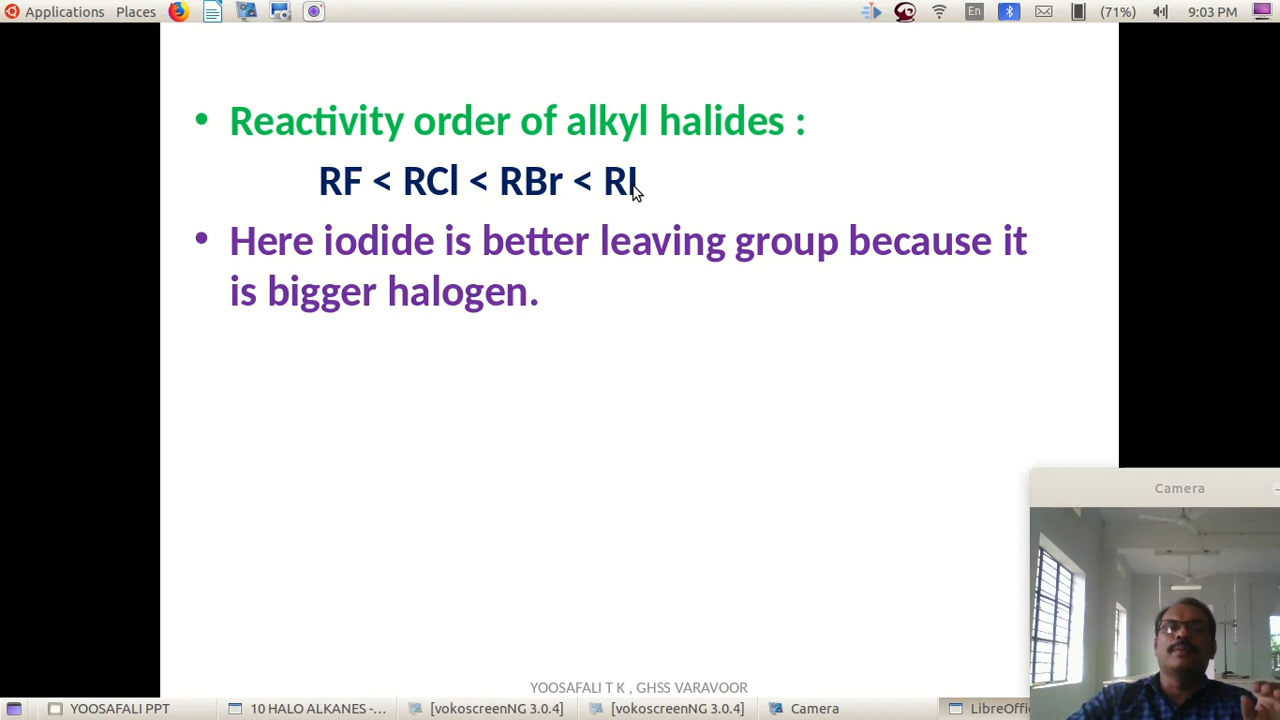 Applications Places En (71%) 9:03 PM
• Reactivity order of alkyl halides :
RF < RCl < RBr < RI
• Here iodide is better leaving group because it
is bigger halogen.
Camera
YOOSAFALI T K , GHSS VARAVOOR
YOOSAFALI PPT 10 HALO ALKANES -... [vokoscreenNG 3.0.4] [vokoscreenNG 3.0.4] Camera LibreOffi